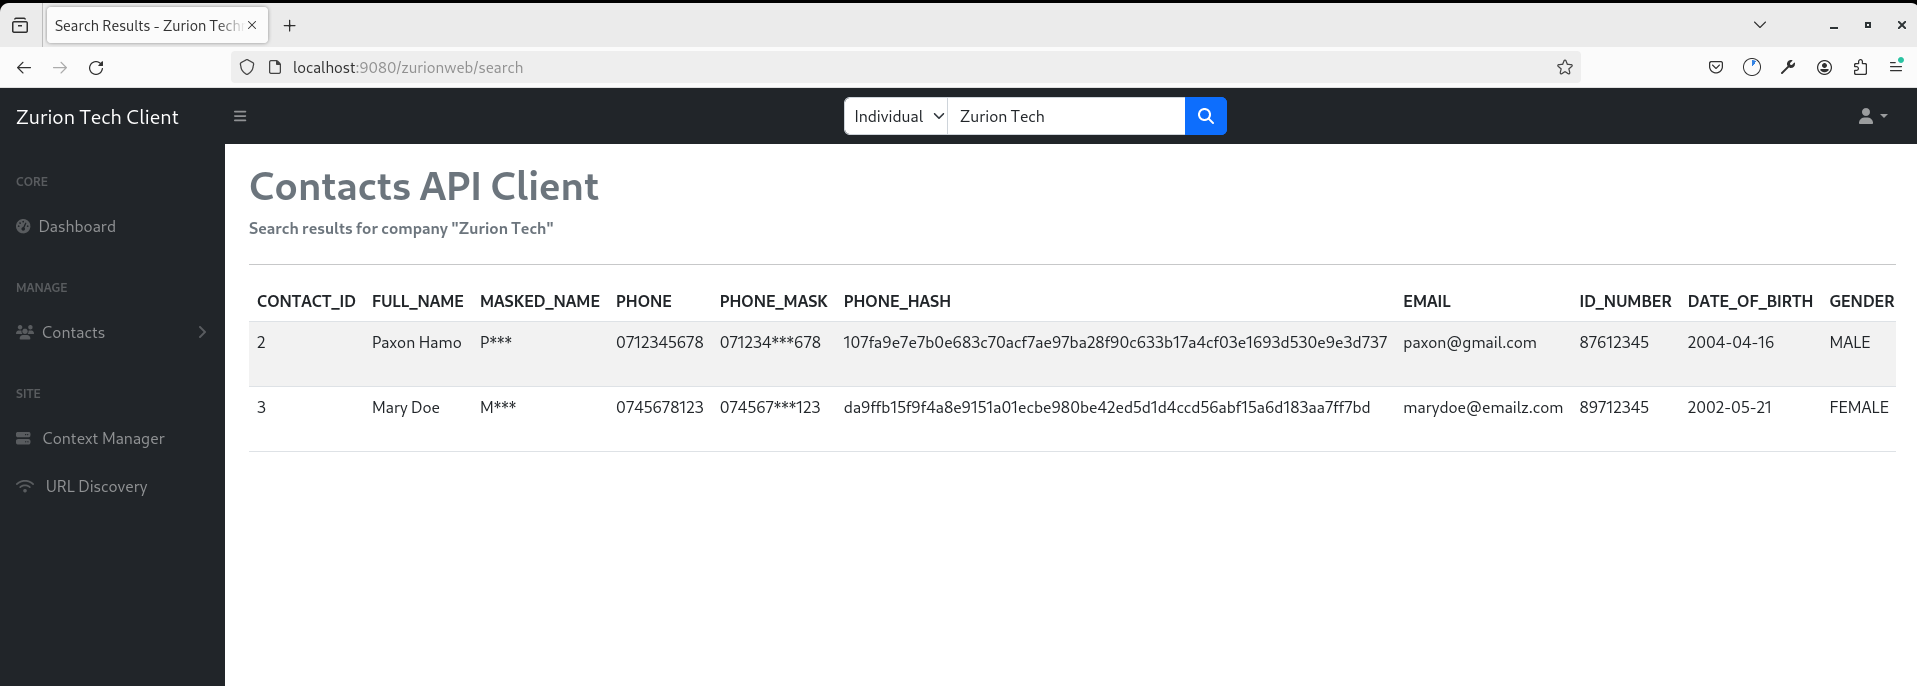 Search Results - Zurion Tech
localhost:9080/zurionweb/search
Zurion Tech Client
Individual
Zurion Tech
CORE
Dashboard
MANAGE
Contacts
SITE
Context Manager
URL Discovery
Contacts API Client
Search results for company "Zurion Tech"
CONTACT_ID FULL_NAME MASKED_NAME PHONE PHONE_MASK PHONE_HASH EMAIL ID_NUMBER DATE_OF_BIRTH GENDER
2 Paxon Hamo P*** 0712345678 071234***678 107fa9e7e7b0e683c70acf7ae97ba28f90c633b17a4cf03e1693d530e9e3d737 paxon@gmail.com 87612345 2004-04-16 MALE
3 Mary Doe M*** 0745678123 074567***123 da9ffb15f9f4a8e9151a01ecbe980be42ed5d1d4ccd56abf15a6d183aa7ff7bd marydoe@emailz.com 89712345 2002-05-21 FEMALE